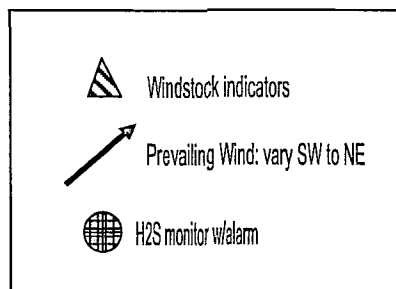 Windstock indicators
Prevailing Wind: vary SW to NE
H2S monitor w/alarm